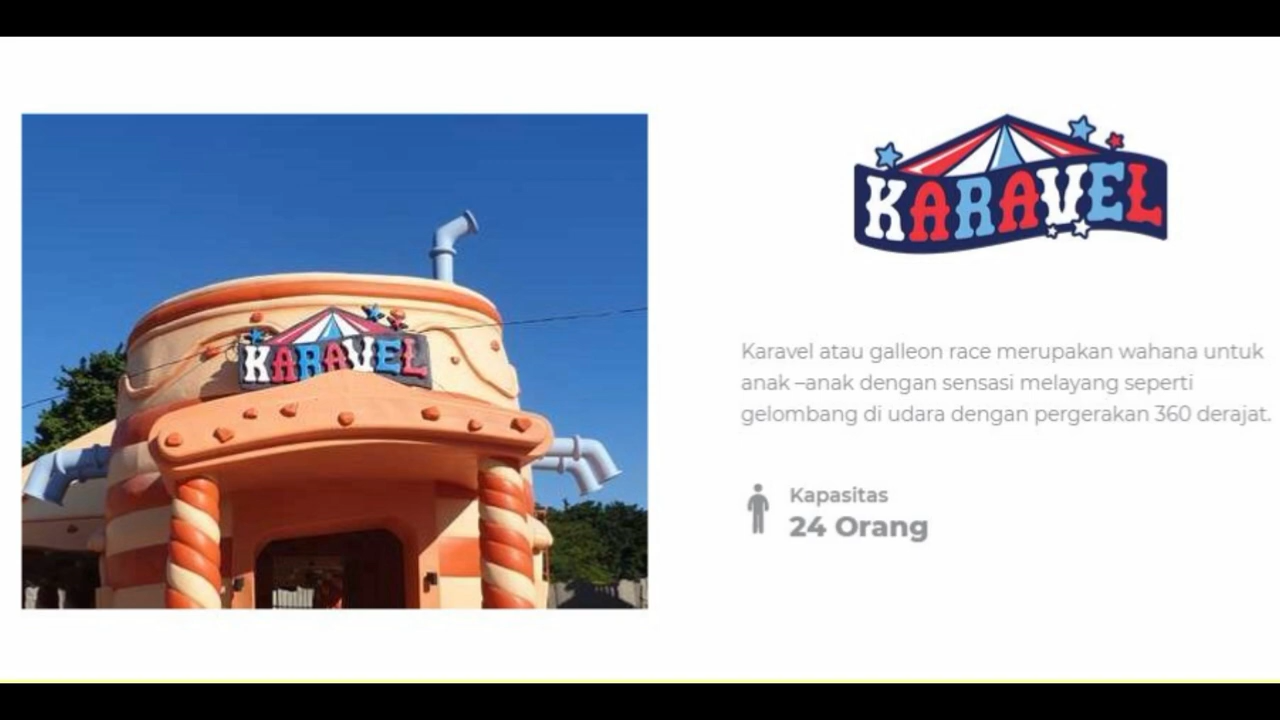 KARAVEL
KARAVEL
Karavel atau galleon race merupakan wahana untuk
anak –anak dengan sensasi melayang seperti
gelombang di udara dengan pergerakan 360 derajat.
Kapasitas
24 Orang